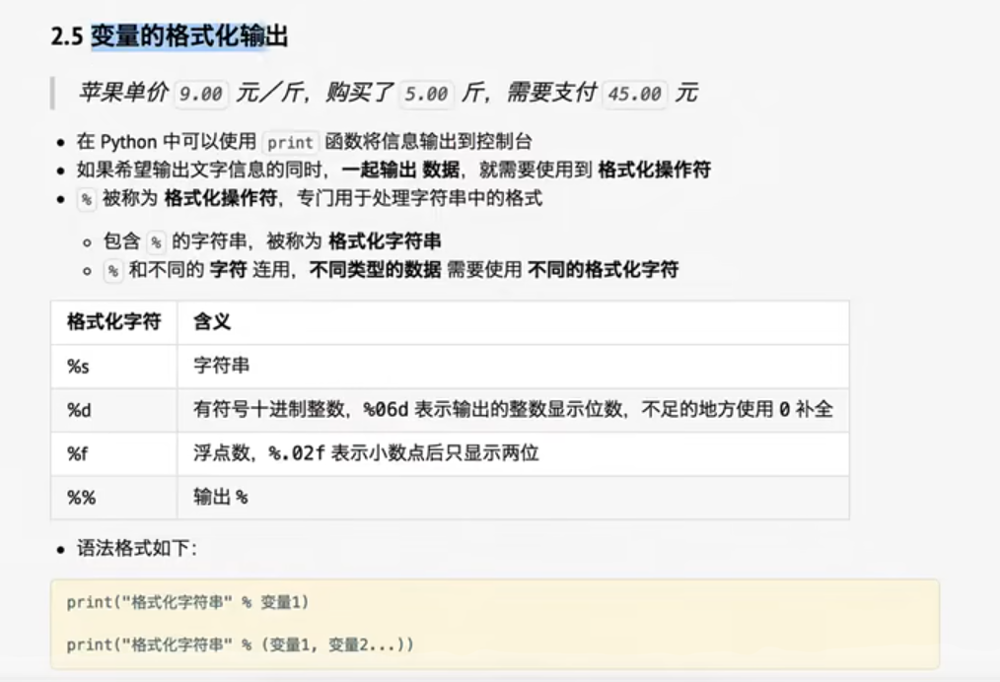 2.5 变量的格式化输出
苹果单价 9.00 元／斤，购买了 5.00 斤，需要支付 45.00 元
• 在 Python 中可以使用 print 函数将信息输出到控制台
• 如果希望输出文字信息的同时，一起输出 数据，就需要使用到 格式化操作符
• % 被称为 格式化操作符，专门用于处理字符串中的格式
◦ 包含 % 的字符串，被称为 格式化字符串
◦ % 和不同的 字符 连用，不同类型的数据 需要使用 不同的格式化字符
格式化字符 含义
%s 字符串
%d 有符号十进制整数，%06d 表示输出的整数显示位数，不足的地方使用 0 补全
%f 浮点数，%.02f 表示小数点后只显示两位
%% 输出 %
• 语法格式如下：
print("格式化字符串" % 变量1)
print("格式化字符串" % (变量1, 变量2...))